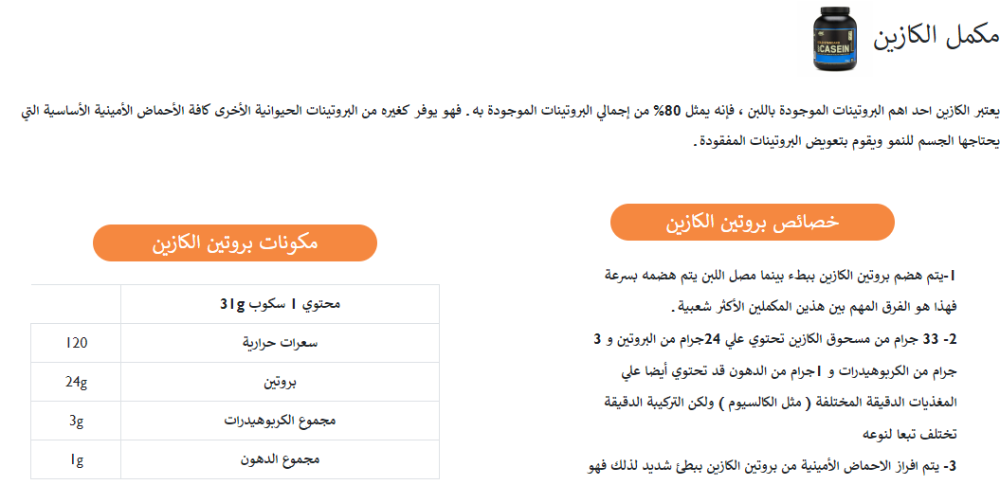 مكمل الكازين
CASEIN
يعتبر الكازين احد اهم البروتينات الموجودة باللبن ، فإنه يمثل 80% من إجمالي البروتينات الموجودة به . فهو يوفر كغيره من البروتينات الحيوانية الأخرى كافة الأحماض الأمينية الأساسية التي
يحتاجها الجسم للنمو ويقوم بتعويض البروتينات المفقودة .
خصائص بروتين الكازين
1-يتم هضم بروتين الكازين ببطء بينما مصل اللبن يتم هضمه بسرعة
فهذا هو الفرق المهم بين هذين المكملين الأكثر شعبية .
2- 33 جرام من مسحوق الكازين تحتوي علي 24جرام من البروتين و 3
جرام من الكربوهيدرات و 1جرام من الدهون قد تحتوي أيضا علي
المغذيات الدقيقة المختلفة ( مثل الكالسيوم ) ولكن التركيبة الدقيقة
تختلف تبعا لنوعه
3- يتم افراز الاحماض الأمينية من بروتين الكازين ببطئ شديد لذلك فهو
مكونات بروتين الكازين
محتوي 1 سكوب 31g
سعرات حرارية 120
بروتين 24g
مجموع الكربوهيدرات 3g
مجموع الدهون 1g